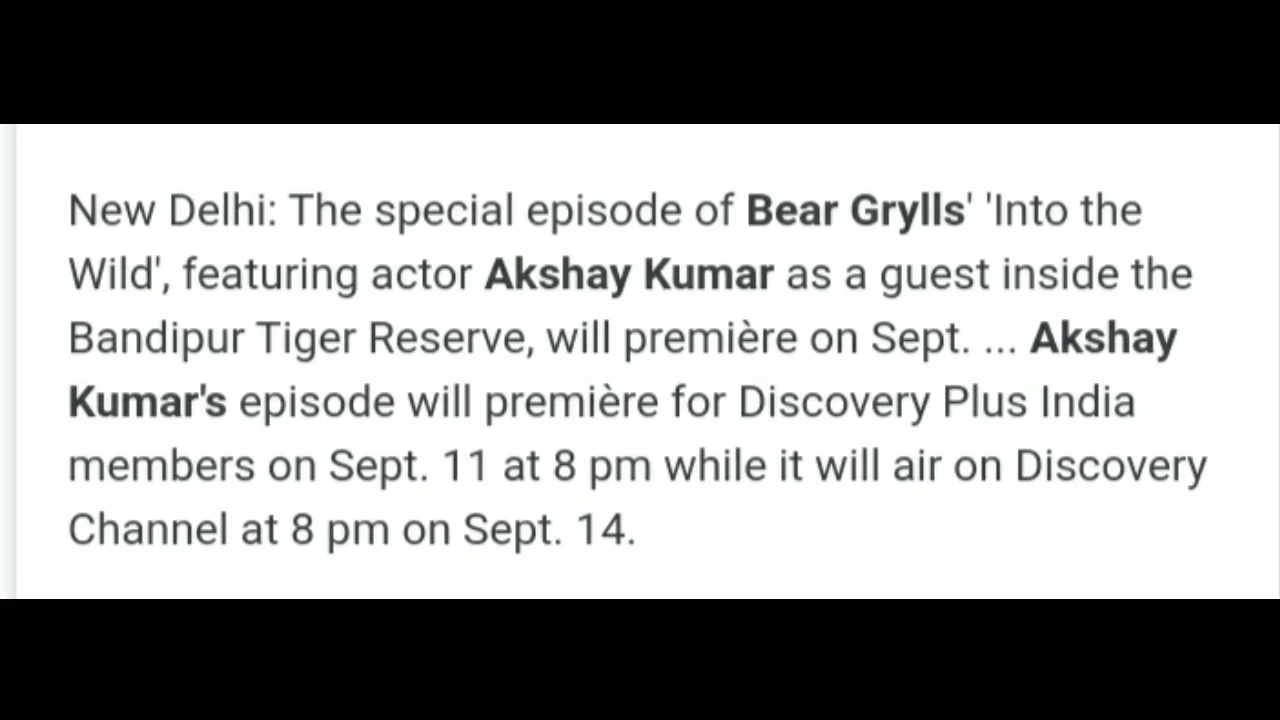 New Delhi: The special episode of Bear Grylls' 'Into the
Wild', featuring actor Akshay Kumar as a guest inside the
Bandipur Tiger Reserve, will première on Sept. ... Akshay
Kumar's episode will première for Discovery Plus India
members on Sept. 11 at 8 pm while it will air on Discovery
Channel at 8 pm on Sept. 14.